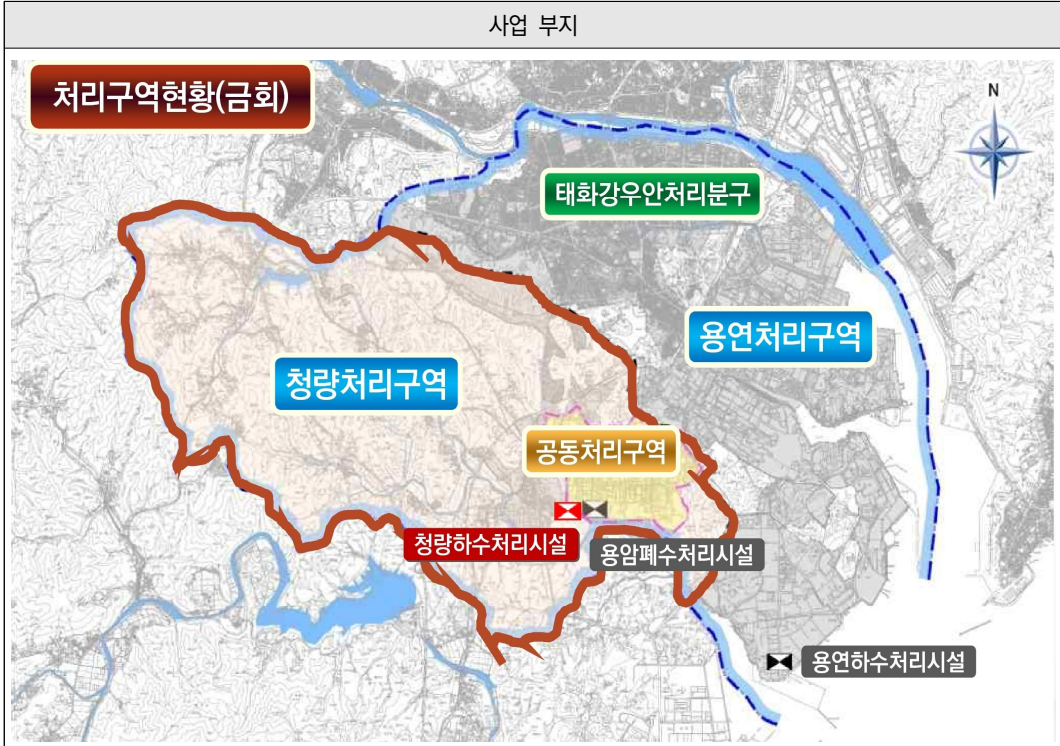 사업 부지
처리구역현황(금회)
N
태화강우안처리분구
용연처리구역
청량처리구역
공동처리구역
청량하수처리시설
용암폐수처리시설
용연하수처리시설